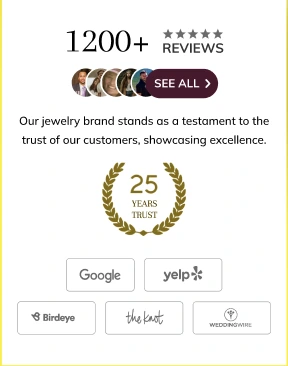 1200+
REVIEWS
SEE ALL
Our jewelry brand stands as a testament to the
trust of our customers, showcasing excellence.
25
YEARS
TRUST
Google
yelp
Birdeye
the knot
WEDDINGWIRE